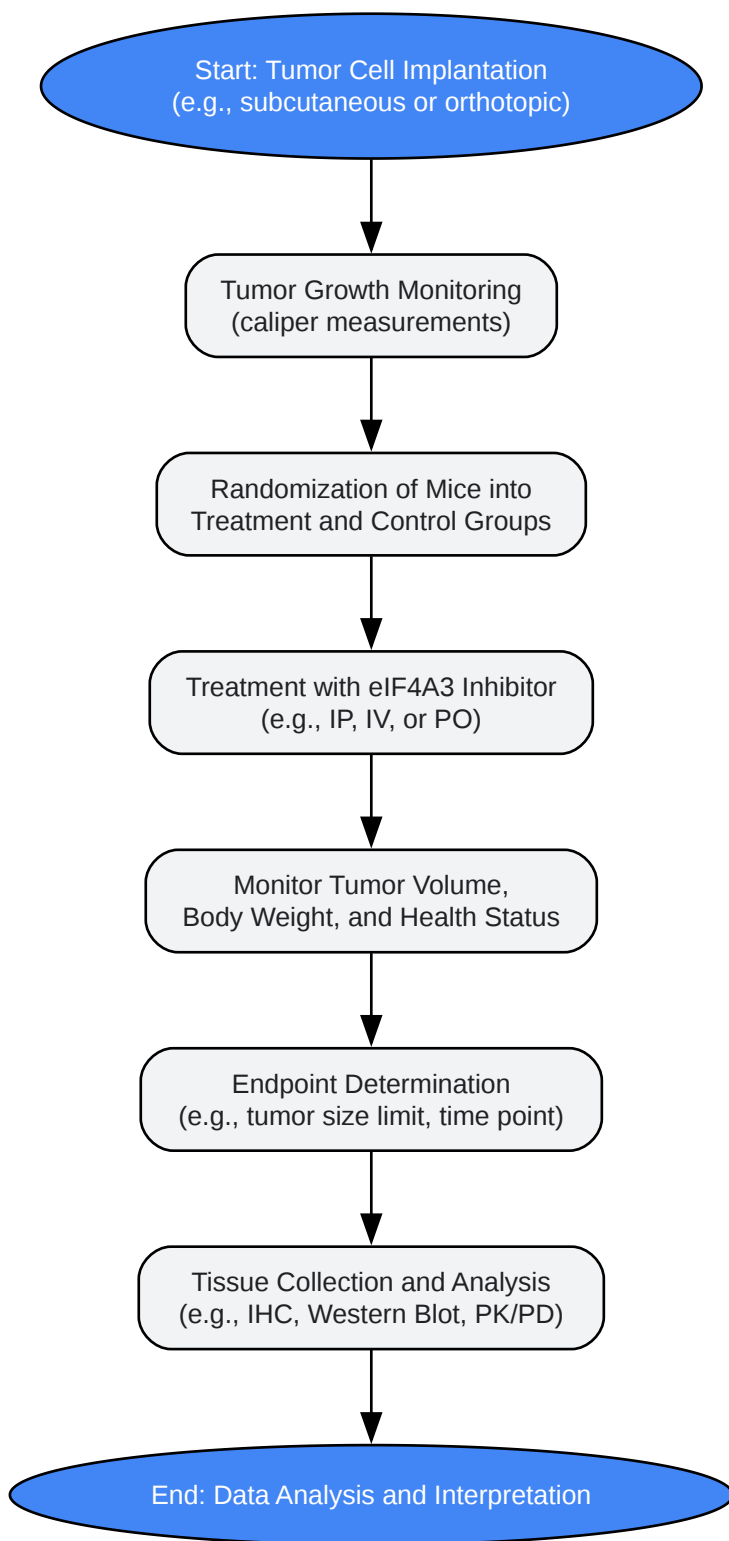 Start: Tumor Cell Implantation
(e.g., subcutaneous or orthotopic)
Tumor Growth Monitoring
(caliper measurements)
Randomization of Mice into
Treatment and Control Groups
Treatment with eIF4A3 Inhibitor
(e.g., IP, IV, or PO)
Monitor Tumor Volume,
Body Weight, and Health Status
Endpoint Determination
(e.g., tumor size limit, time point)
Tissue Collection and Analysis
(e.g., IHC, Western Blot, PK/PD)
End: Data Analysis and Interpretation